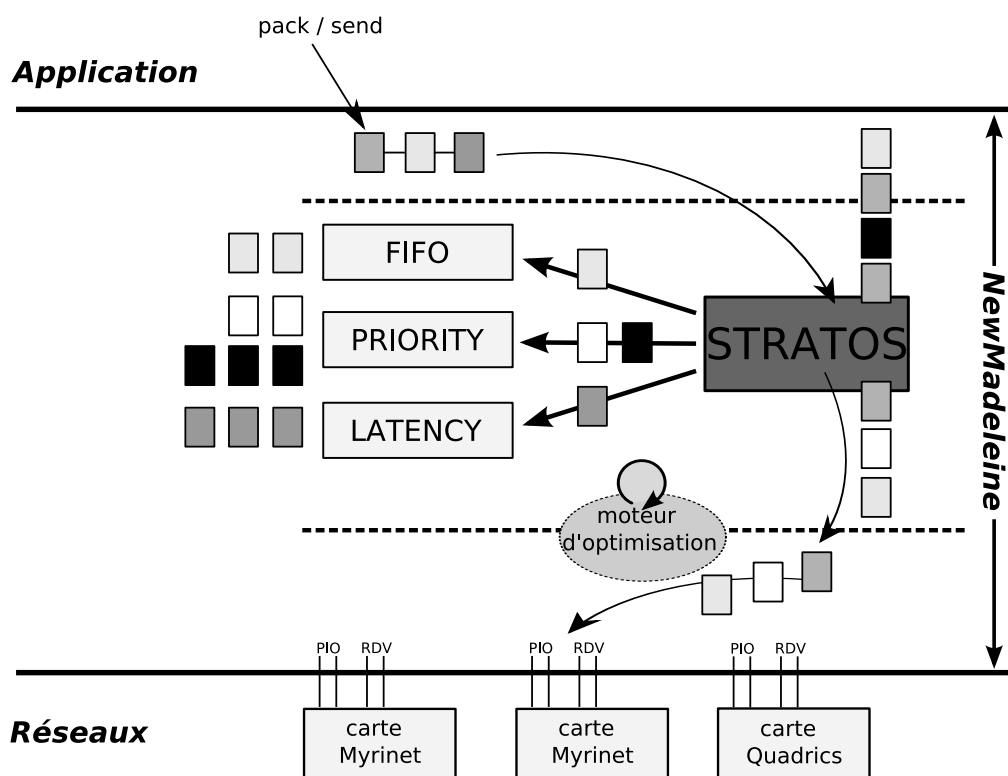 pack / send
Application
FIFO
PRIORITY
STRATOS
LATENCY
NewMadeleine
moteur
d'optimisation
PIO RDV
PIO RDV
PIO RDV
Réseaux
carte
Myrinet
carte
Myrinet
carte
Quadrics